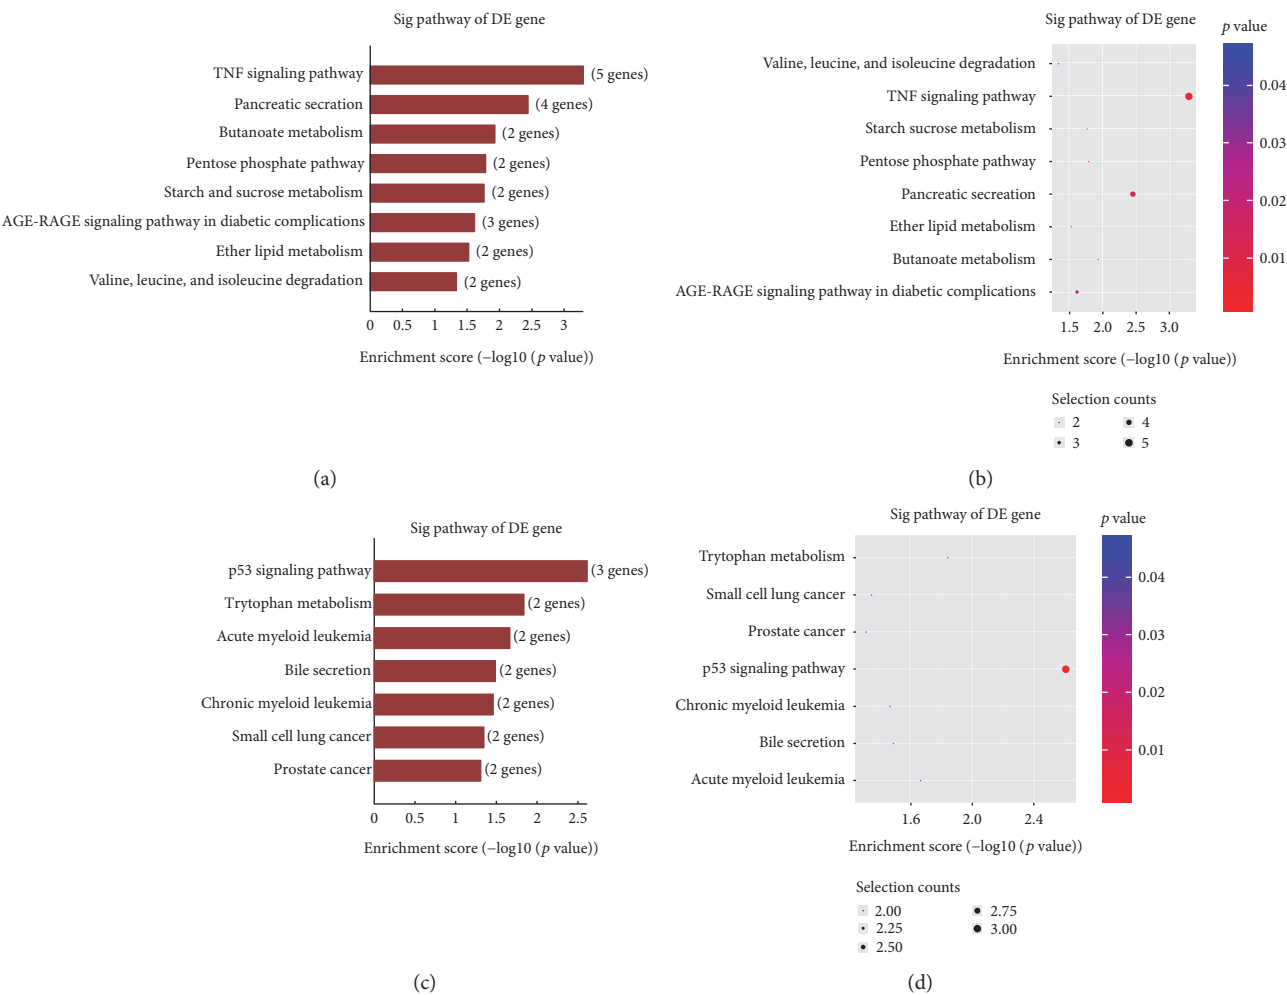 Sig pathway of DE gene
TNF signaling pathway
(5 genes)
Pancreatic secration
(4 genes)
Butanoate metabolism
(2 genes)
Pentose phosphate pathway
(2 genes)
Starch and sucrose metabolism
(2 genes)
AGE-RAGE signaling pathway in diabetic complications
(3 genes)
Ether lipid metabolism
(2 genes)
Valine, leucine, and isoleucine degradation
(2 genes)
0 0.5 1 1.5 2 2.5 3
Enrichment score (−log10 (p value))
(a)
Sig pathway of DE gene
p value
Valine, leucine, and isoleucine degradation
TNF signaling pathway
Starch sucrose metabolism
Pentose phosphate pathway
Pancreatic secretion
Ether lipid metabolism
Butanoate metabolism
AGE-RAGE signaling pathway in diabetic complications
0.04
0.03
0.02
0.01
1.5 2.0 2.5 3.0
Enrichment score (−log10 (p value))
Selection counts
2 4
3 5
(b)
Sig pathway of DE gene
p53 signaling pathway
(3 genes)
Trytophan metabolism
(2 genes)
Acute myeloid leukemia
(2 genes)
Bile secretion
(2 genes)
Chronic myeloid leukemia
(2 genes)
Small cell lung cancer
(2 genes)
Prostate cancer
(2 genes)
0 0.5 1 1.5 2 2.5
Enrichment score (−log10 (p value))
(c)
Sig pathway of DE gene
p value
Trytophan metabolism
Small cell lung cancer
Prostate cancer
p53 signaling pathway
Chronic myeloid leukemia
Bile secretion
Acute myeloid leukemia
0.04
0.03
0.02
0.01
1.6 2.0 2.4
Enrichment score (−log10 (p value))
Selection counts
2.00 2.75
2.25 3.00
2.50
(d)